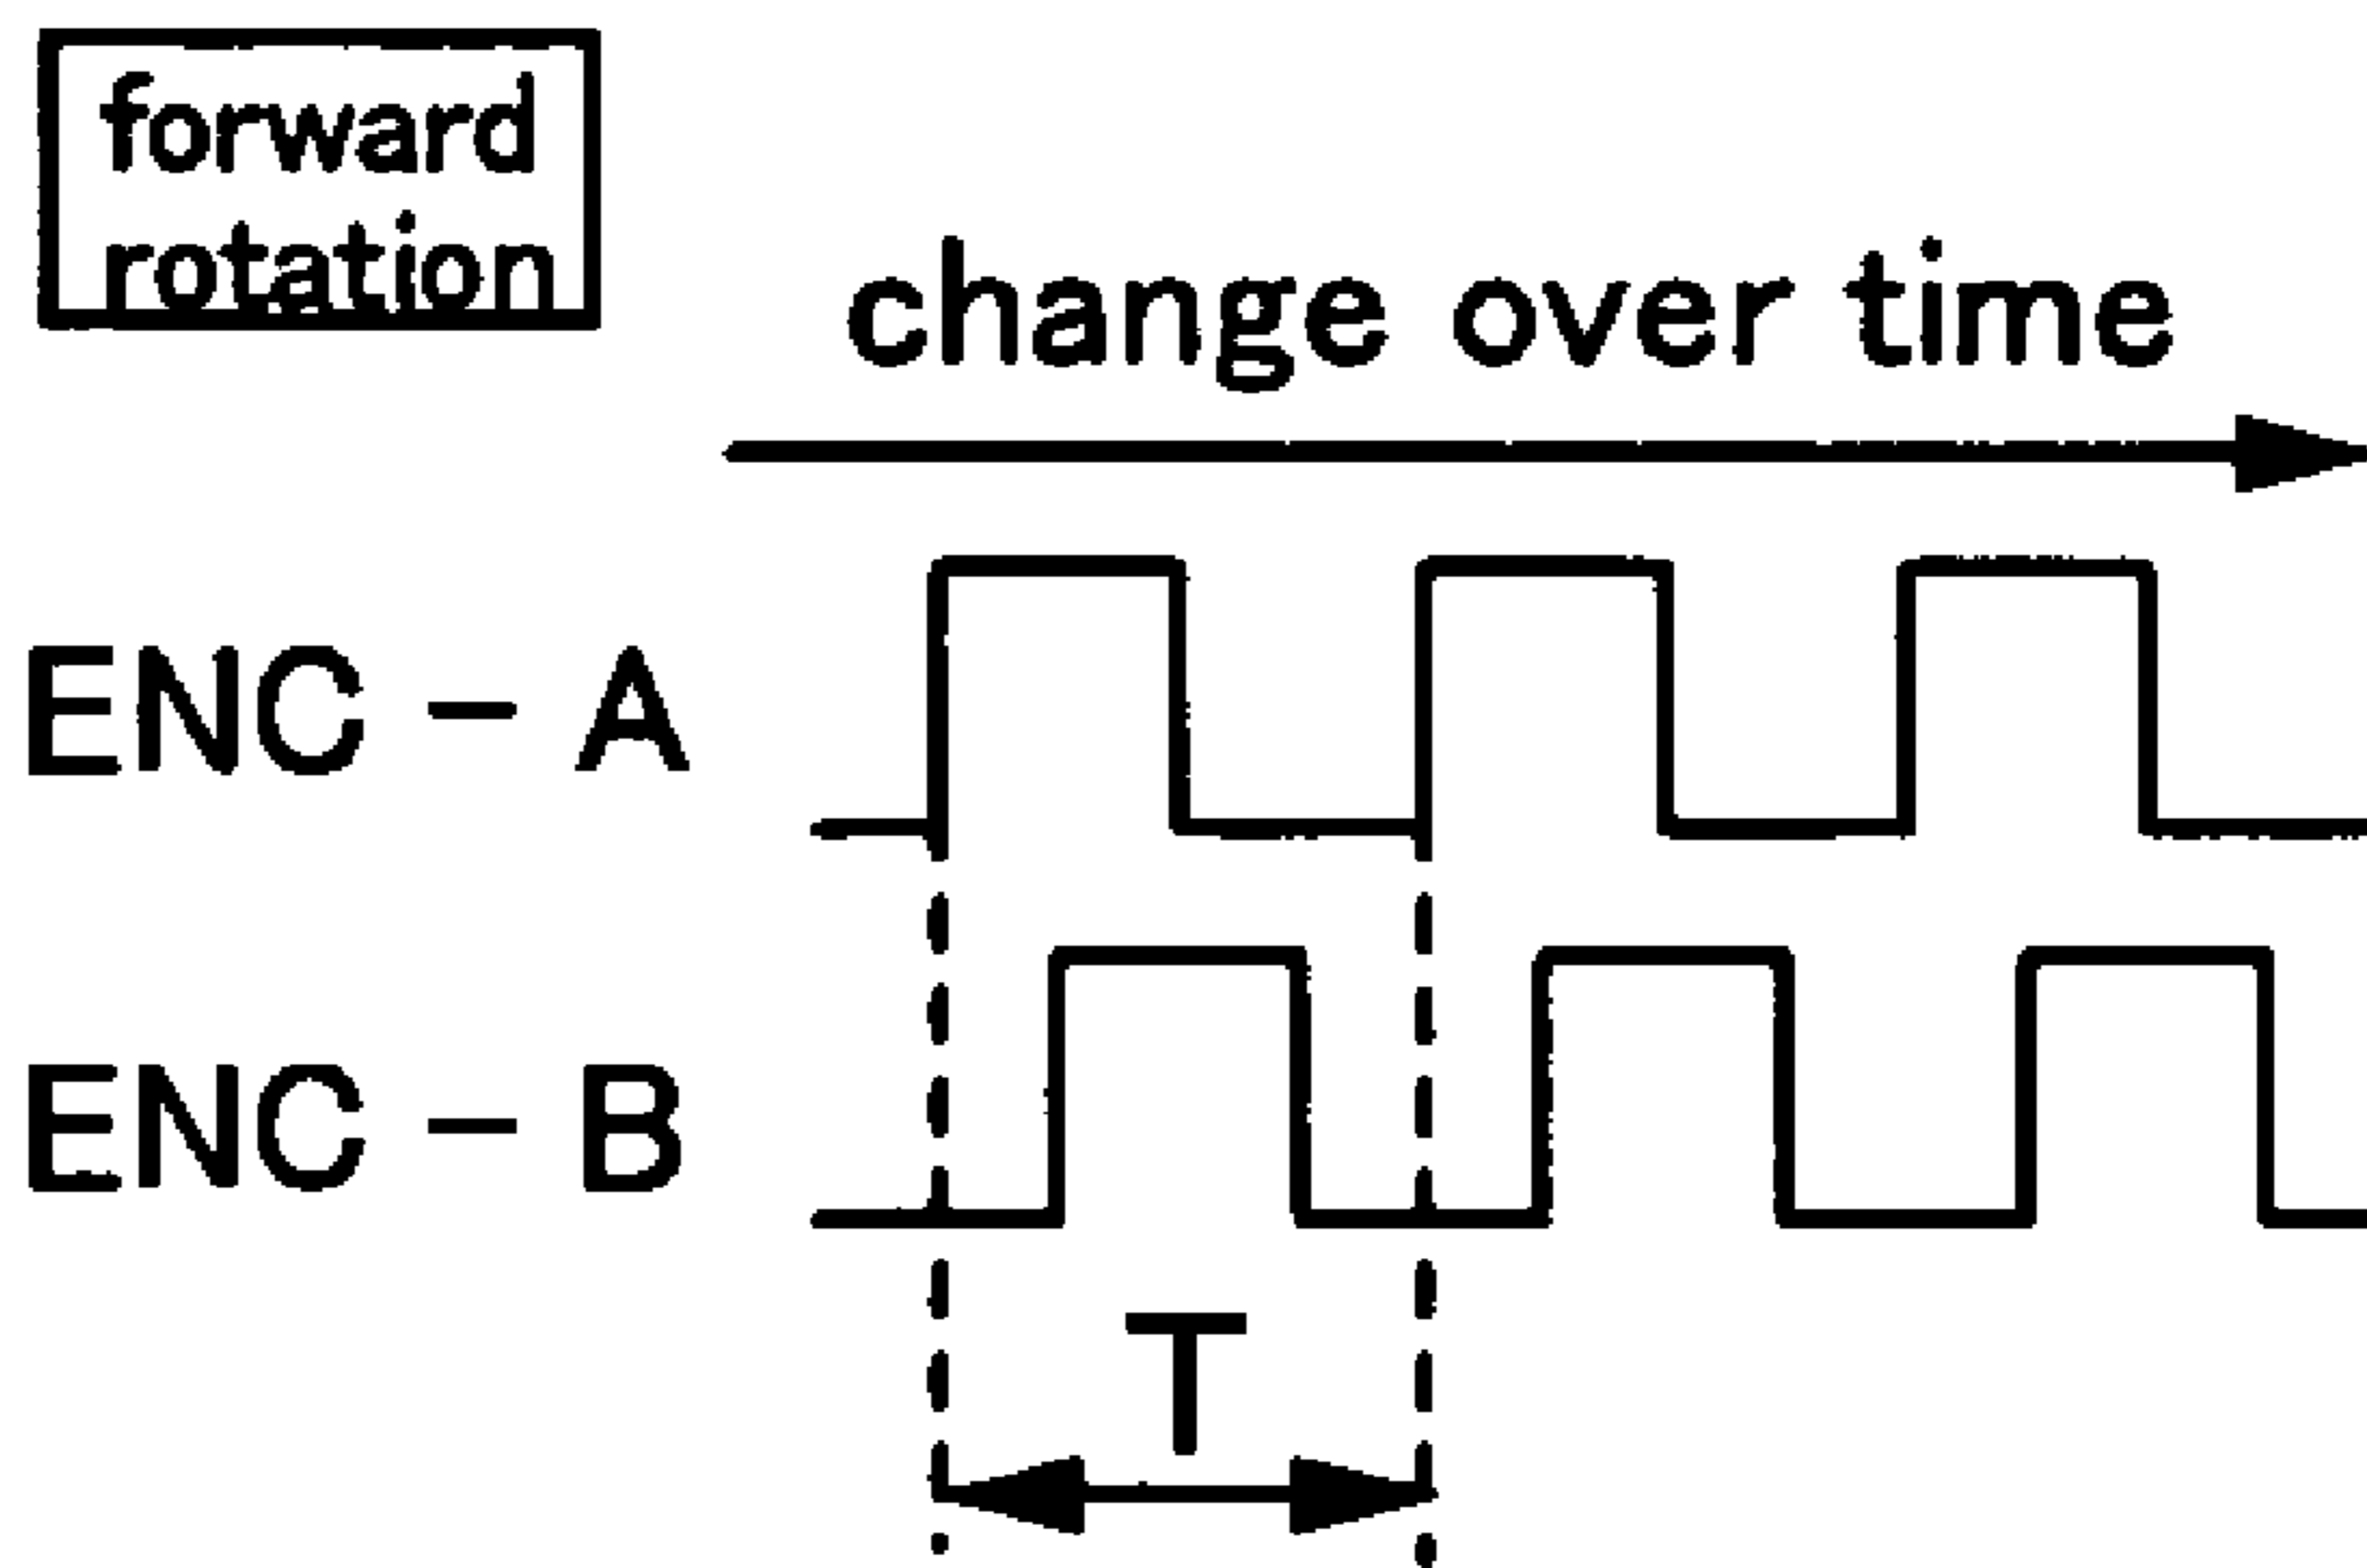 forward
rotation
change over time
ENC – A
ENC – B
T